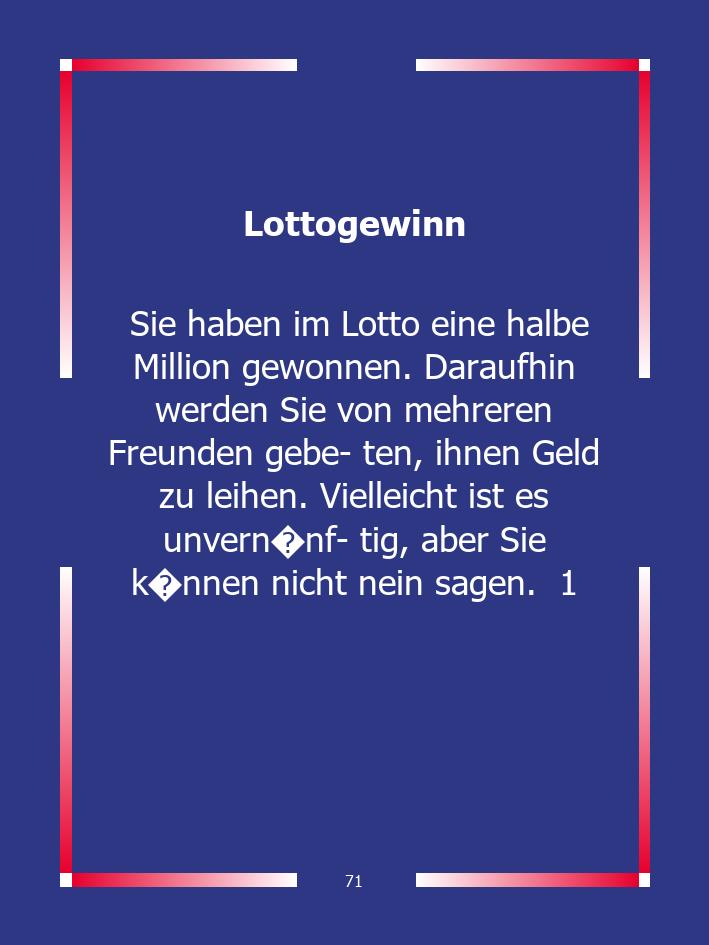 Lottogewinn
Sie haben im Lotto eine halbe
Million gewonnen. Daraufhin
werden Sie von mehreren
Freunden gebe- ten, ihnen Geld
zu leihen. Vielleicht ist es
unvern�nf- tig, aber Sie
k�nnen nicht nein sagen.  1
71